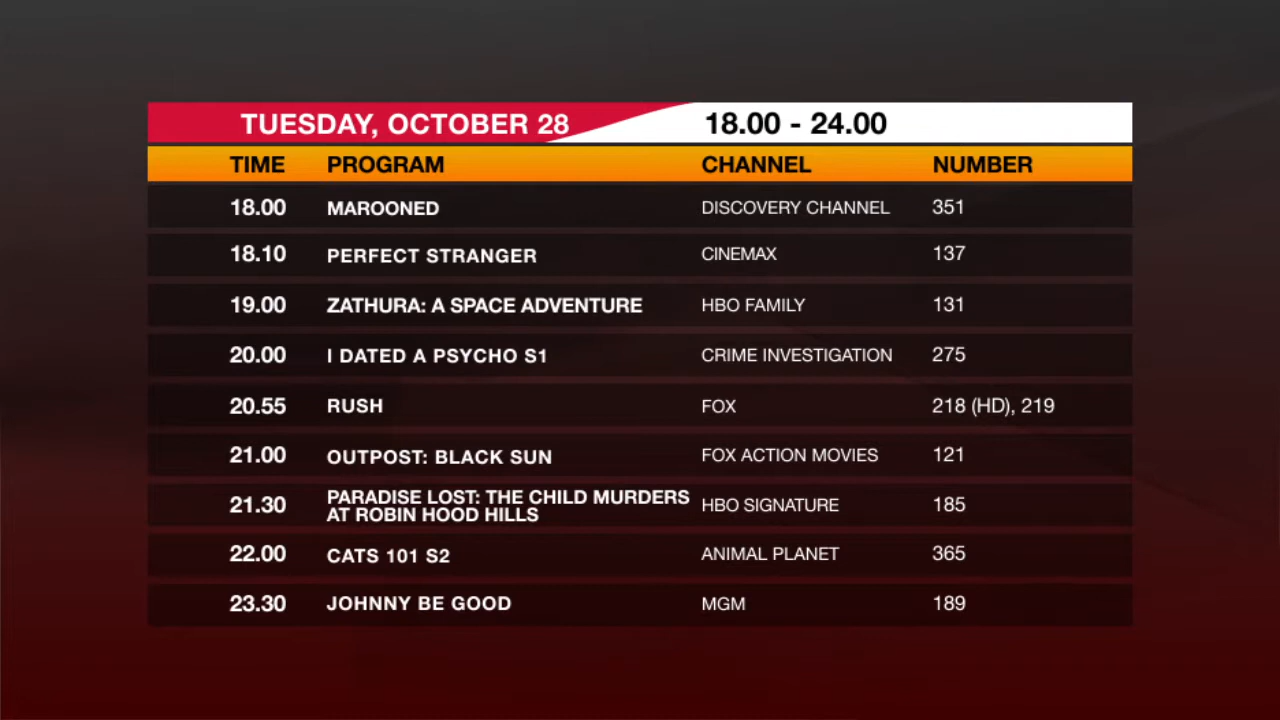 TUESDAY, OCTOBER 28 18.00 - 24.00
TIME PROGRAM CHANNEL NUMBER
18.00 MAROONED DISCOVERY CHANNEL 351
18.10 PERFECT STRANGER CINEMAX 137
19.00 ZATHURA: A SPACE ADVENTURE HBO FAMILY 131
20.00 I DATED A PSYCHO S1 CRIME INVESTIGATION 275
20.55 RUSH FOX 218 (HD), 219
21.00 OUTPOST: BLACK SUN FOX ACTION MOVIES 121
21.30 PARADISE LOST: THE CHILD MURDERS
AT ROBIN HOOD HILLS HBO SIGNATURE 185
22.00 CATS 101 S2 ANIMAL PLANET 365
23.30 JOHNNY BE GOOD MGM 189